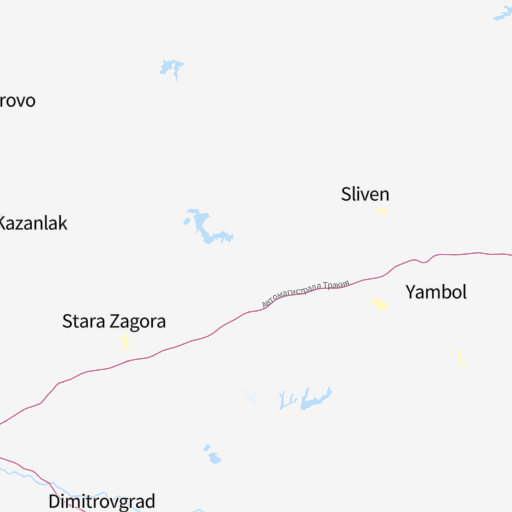 rovo
Sliven
Kazanlak
Автомагистрала Тракия
Yambol
Stara Zagora
Dimitrovgrad